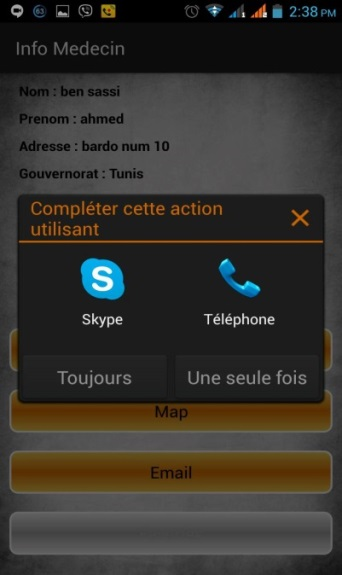 2:38 PM
Info Medecin
Nom : ben sassi
Prenom : ahmed
Adresse : bardo num 10
Gouvernorat : Tunis
Compléter cette action
utilisant
Skype
Téléphone
Toujours
Une seule fois
Map
Email